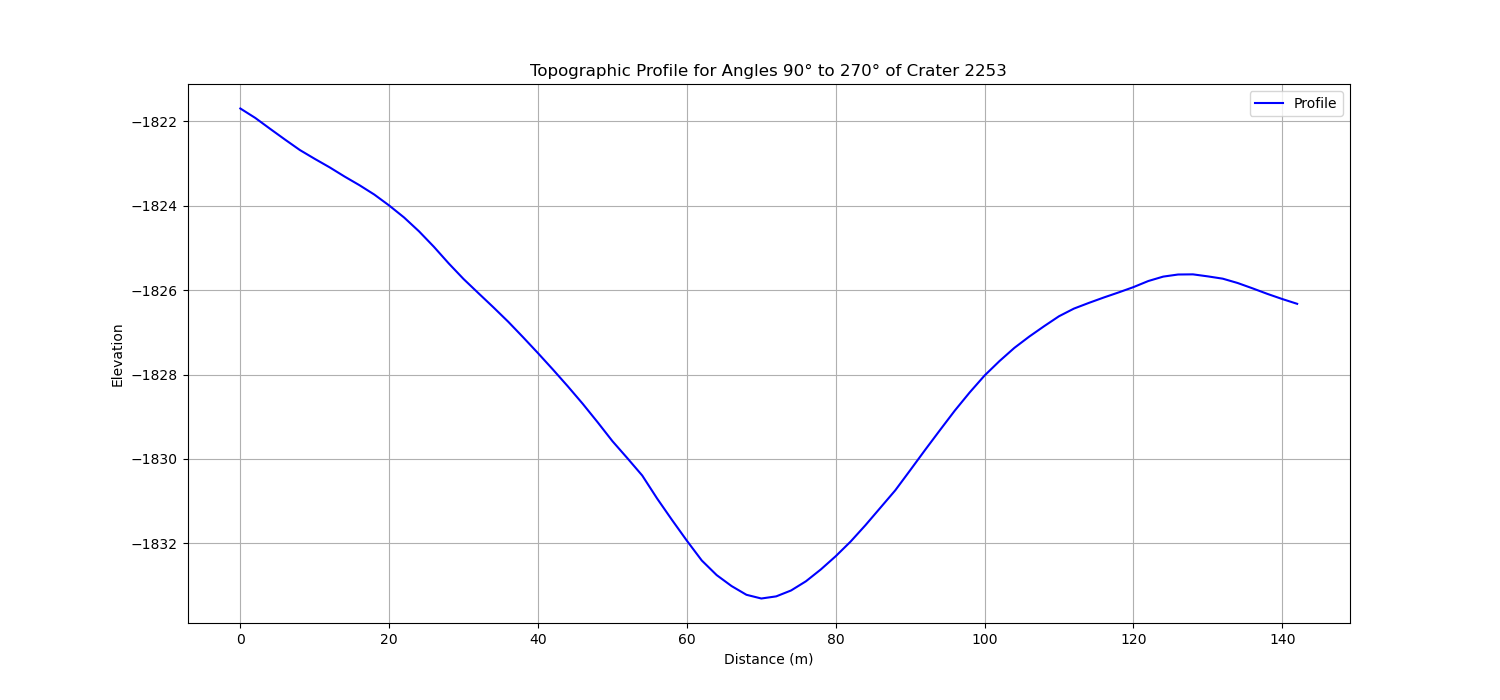 Topographic Profile for Angles 90° to 270° of Crater 2253
Profile
−1822
−1824
−1826
−1828
−1830
−1832
Elevation
0 20 40 60 80 100 120 140
Distance (m)